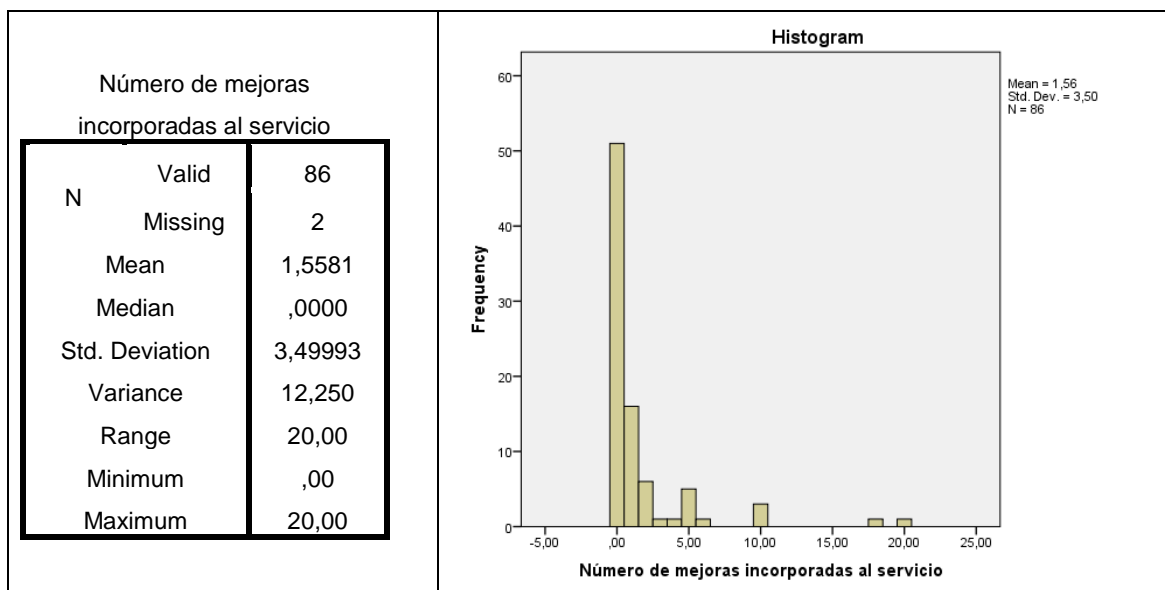 Número de mejoras
incorporadas al servicio
N
Valid 86
Missing 2
Mean 1,5581
Median ,0000
Std. Deviation 3,49993
Variance 12,250
Range 20,00
Minimum ,00
Maximum 20,00
Histogram
Mean = 1,56
Std. Dev. = 3,50
N = 86
Frequency
60
50
40
30
20
10
0
-5,00 ,00 5,00 10,00 15,00 20,00 25,00
Número de mejoras incorporadas al servicio